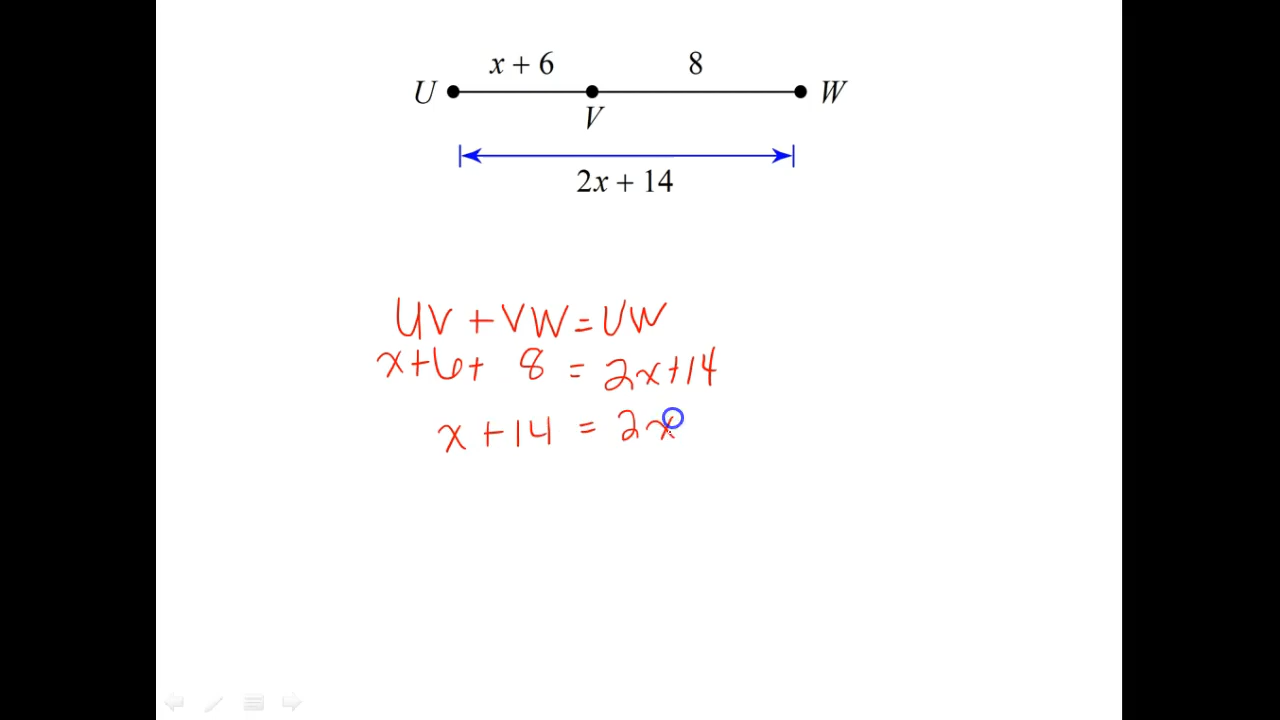 x + 6 8
U V W
2x + 14
UV + VW = UW
x + 6 + 8 = 2x + 14
x + 14 = 2x